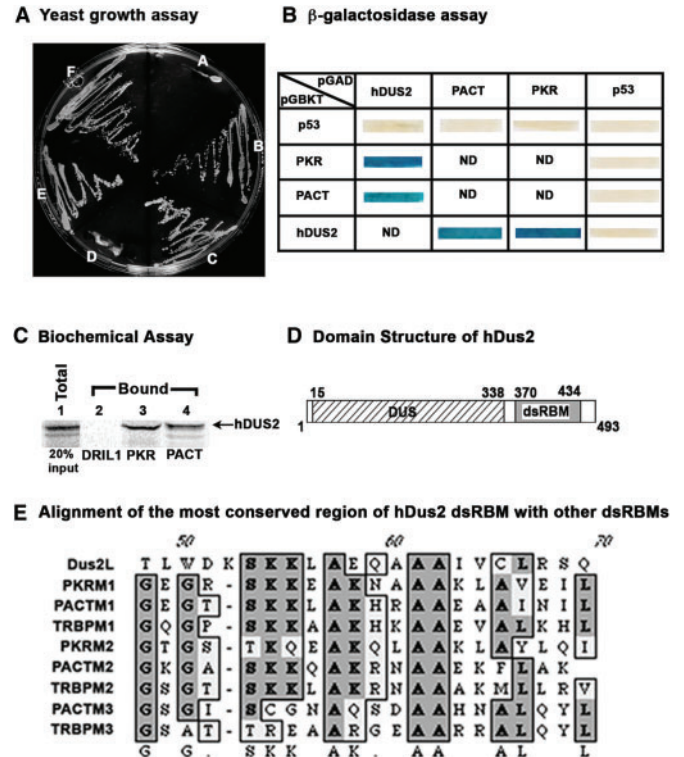 A Yeast growth assay
B β-galactosidase assay
F
A
B
E
D
C
pGAD
pGBKT
hDUS2 PACT PKR p53
p53
PKR ND ND
PACT ND ND
hDUS2 ND
C Biochemical Assay
D Domain Structure of hDus2
Total
Bound
1 2 3 4
←hDUS2
20% input
DRIL1 PKR PACT
15 338 370 434
DUS dsRBM
1 493
E Alignment of the most conserved region of hDus2 dsRBM with other dsRBMs
50 60 70
Dus2L T L W D K S K K L A E Q A A A I V C L R S Q
PKRM1 G E G R - S K K E A K N A A A K L A V E I L
PACTM1 G E G T - S K K L A K H R A A E A A I N I L
TRBPM1 G Q G P - S K K A A K H K A A E V A L K H L
PKRM2 G T G S - T K Q E A K Q L A A K L A Y L Q I
PACTM2 G K G A - S K K Q A K R N A A E K F L A K
TRBPM2 G S G T - S K K L A K R N A A A K M L L R V
PACTM3 G S G I - S C G N A Q S D A A H N A L Q Y L
TRBPM3 G S A T - T R E A A R G E A A R R A L Q Y L
G G . S K K A K . A A A L L